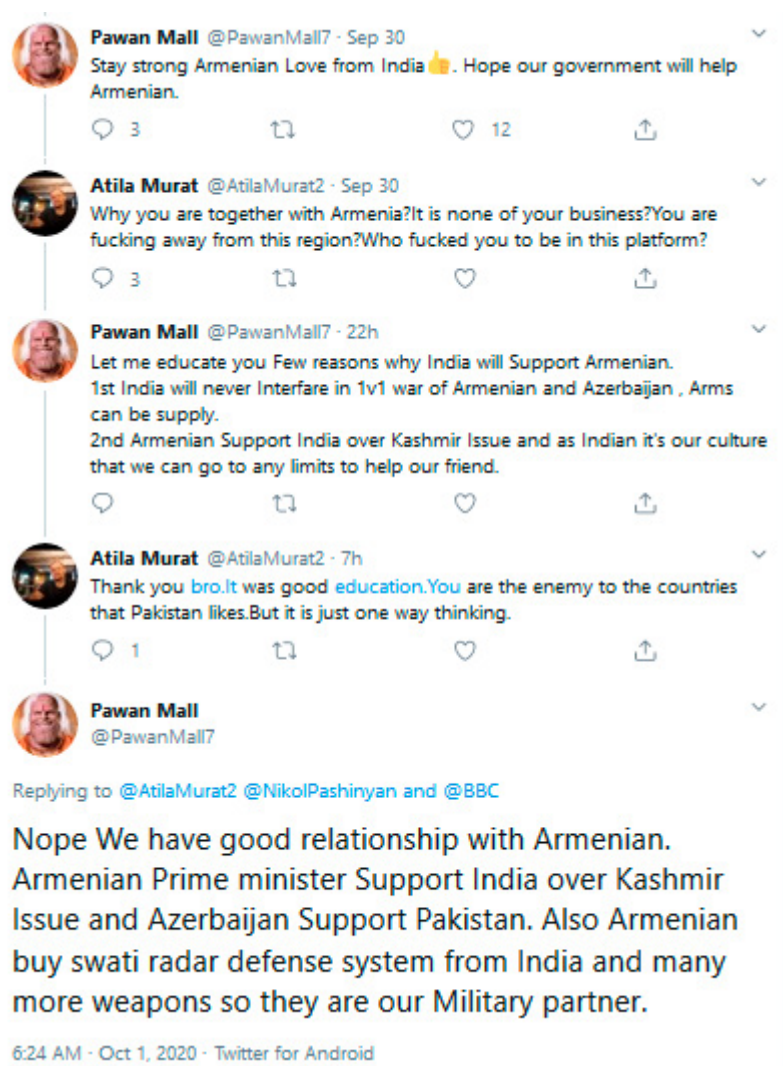 Pawan Mall @PawanMall7 · Sep 30
Stay strong Armenian Love from India👍. Hope our government will help
Armenian.
3
12
Atila Murat @AtilaMurat2 · Sep 30
Why you are together with Armenia?It is none of your business?You are
fucking away from this region?Who fucked you to be in this platform?
3
Pawan Mall @PawanMall7 · 22h
Let me educate you Few reasons why India will Support Armenian.
1st India will never Interfare in 1v1 war of Armenian and Azerbaijan , Arms
can be supply.
2nd Armenian Support India over Kashmir Issue and as Indian it's our culture
that we can go to any limits to help our friend.
Atila Murat @AtilaMurat2 · 7h
Thank you bro.It was good education.You are the enemy to the countries
that Pakistan likes.But it is just one way thinking.
1
Pawan Mall
@PawanMall7
Replying to @AtilaMurat2 @NikolPashinyan and @BBC
Nope We have good relationship with Armenian.
Armenian Prime minister Support India over Kashmir
Issue and Azerbaijan Support Pakistan. Also Armenian
buy swati radar defense system from India and many
more weapons so they are our Military partner.
6:24 AM · Oct 1, 2020 · Twitter for Android